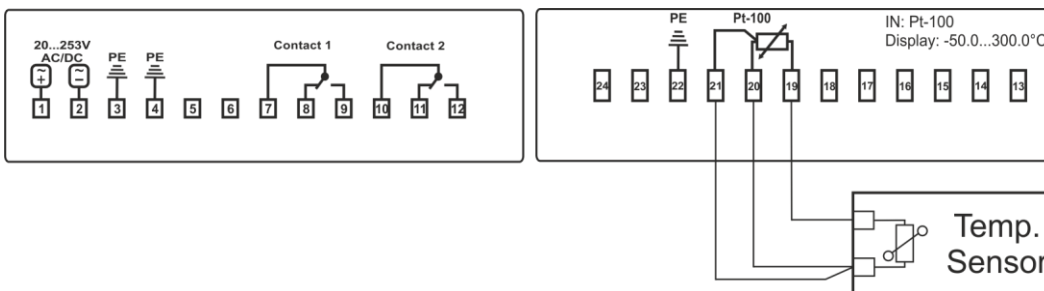 20...253V
AC/DC
PE PE
Contact 1 Contact 2
~ ~
+ −
1 2 3 4 5 6 7 8 9 10 11 12
PE Pt-100
IN: Pt-100
Display: -50.0...300.0°C
24 23 22 21 20 19 18 17 16 15 14 13
Temp.
Sensor